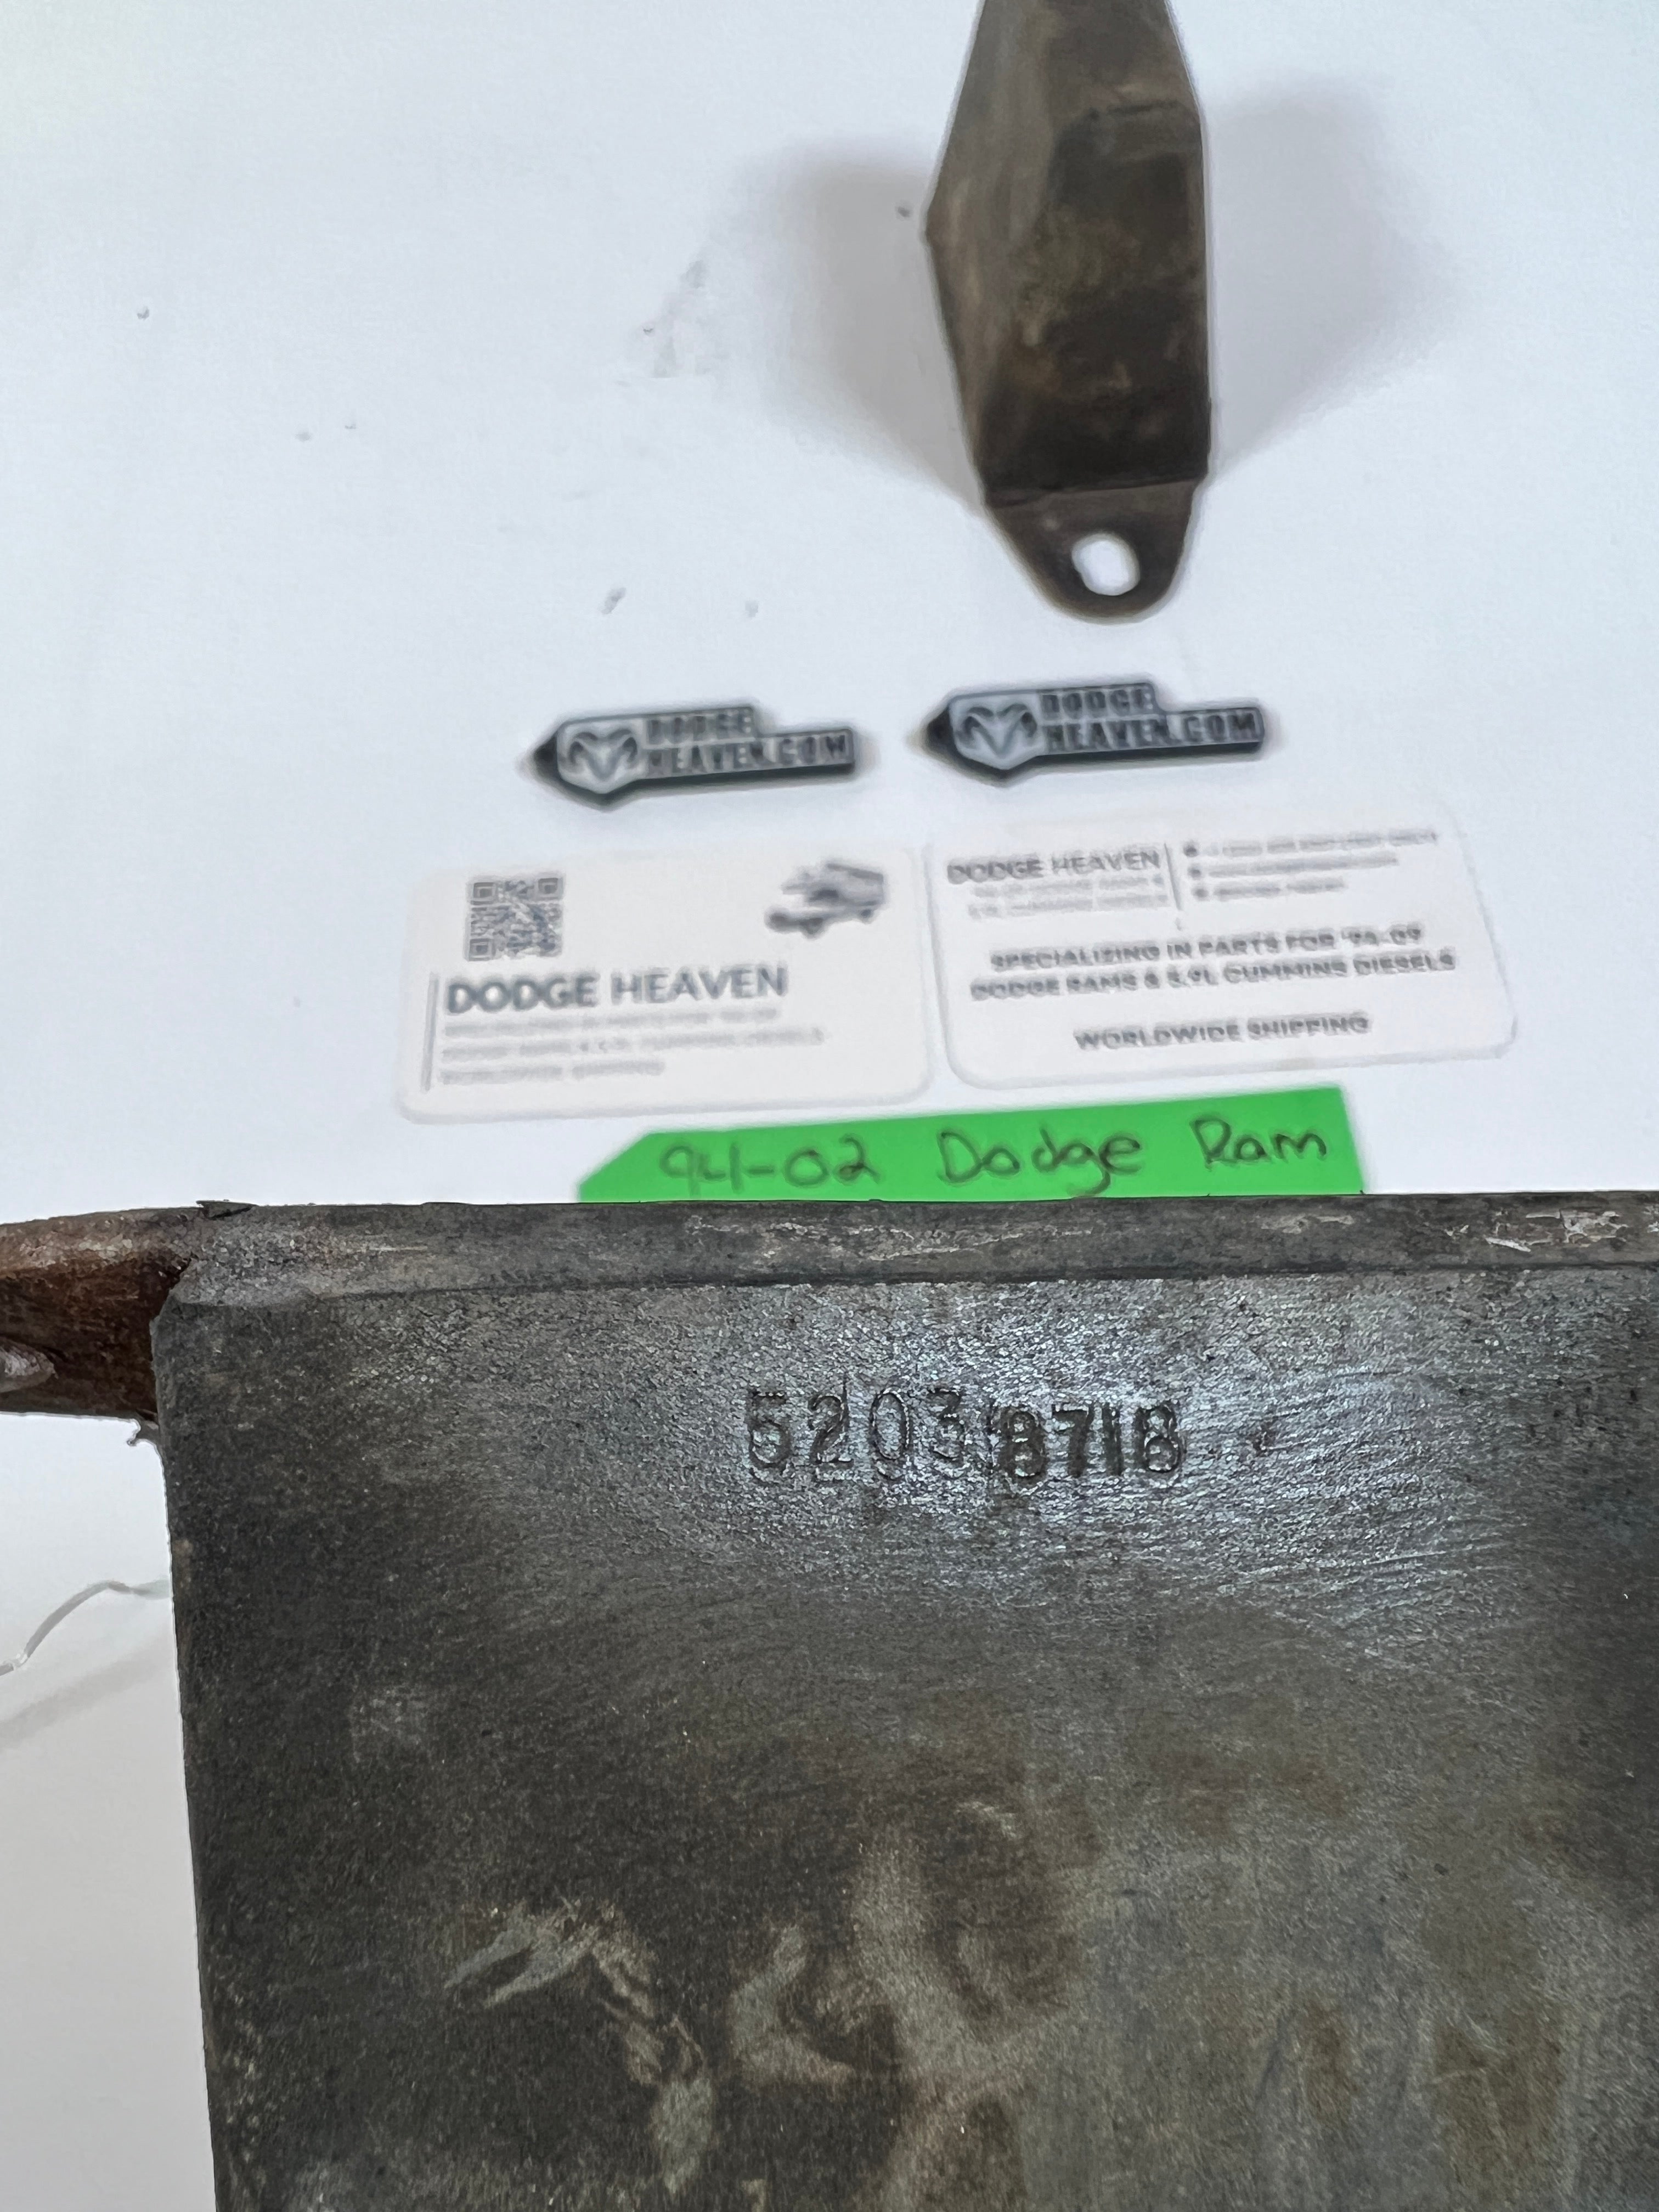 DODGE
HEAVEN.COM
DODGE
HEAVEN.COM
DODGE HEAVEN
DODGE HEAVEN
SPECIALIZING IN PARTS FOR '94-09
DODGE RAMS & 5.9L CUMMINS DIESELS
WORLDWIDE SHIPPING
94-02 Dodge Ram
52038718